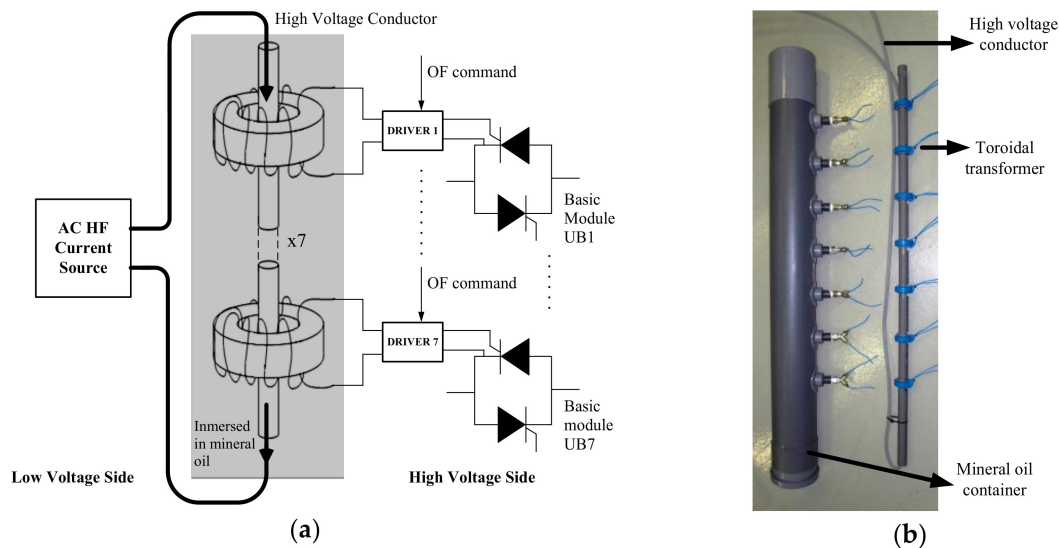 High Voltage Conductor
OF command
DRIVER 1
Basic
Module
UB1
AC HF
Current
Source
x7
OF command
DRIVER 7
Basic
module
UB7
Inmersed
in mineral
oil
Low Voltage Side
High Voltage Side
(a)
High voltage
conductor
Toroidal
transformer
Mineral oil
container
(b)